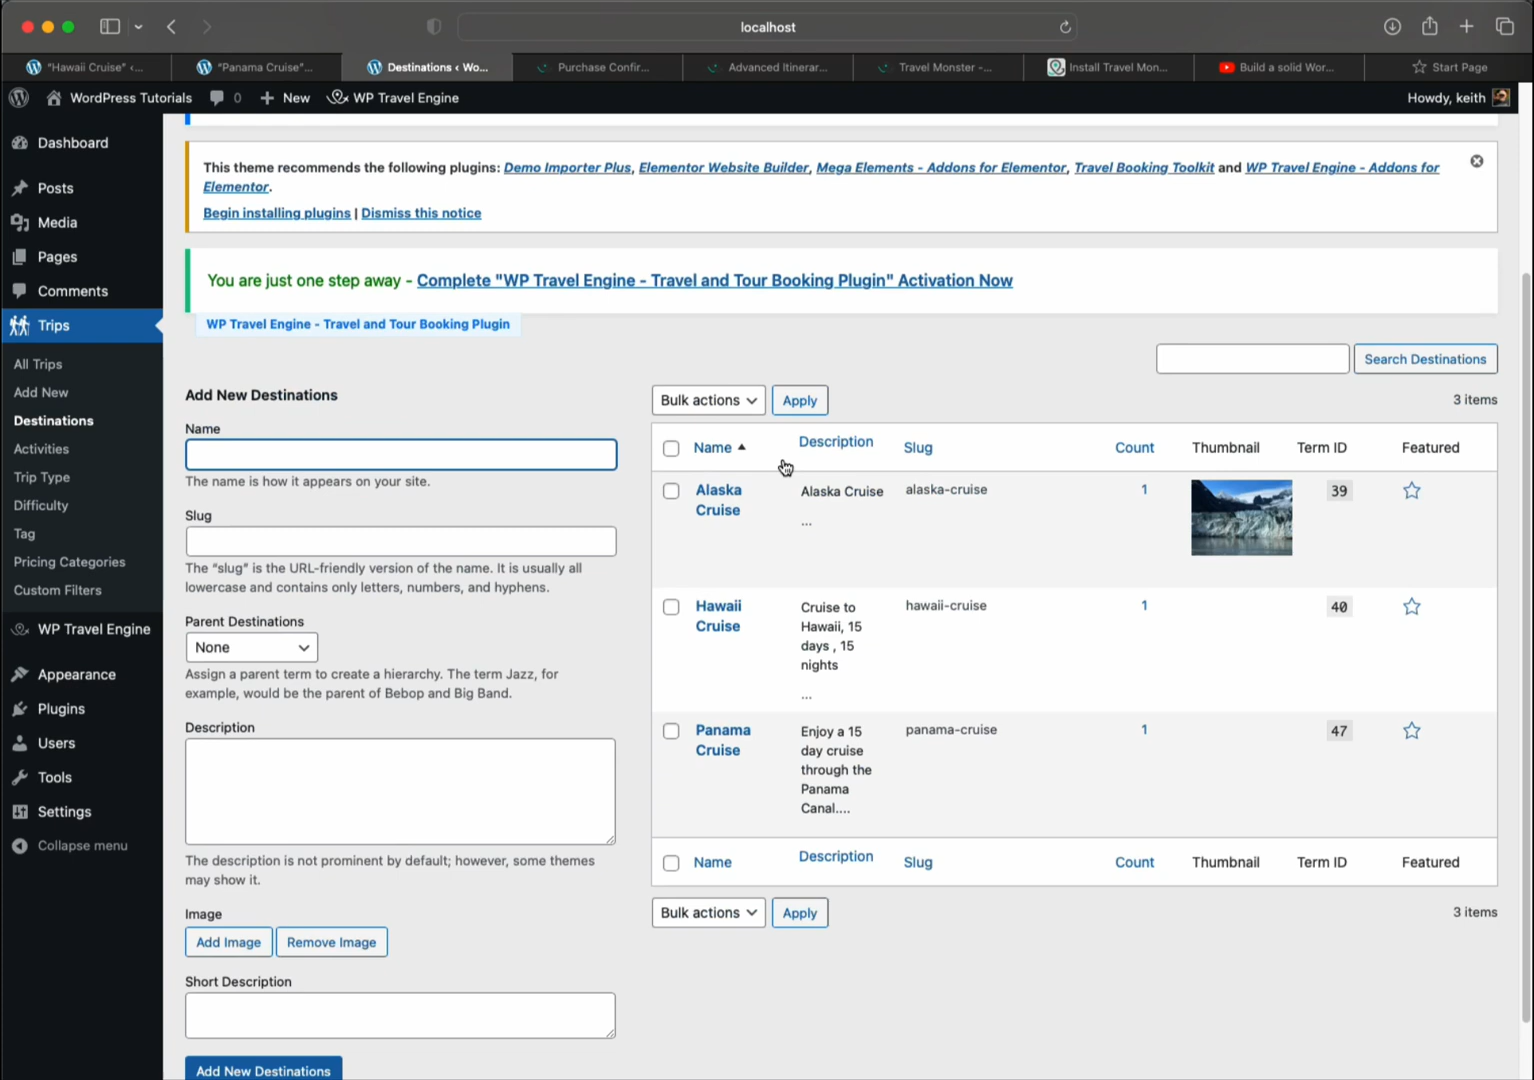 localhost
"Hawaii Cruise" ‹...
"Panama Cruise"...
Destinations ‹ Wo...
Purchase Confir...
Advanced Itinerar...
Travel Monster -...
Install Travel Mon...
Build a solid Wor...
Start Page
WordPress Tutorials
0
New
WP Travel Engine
Howdy, keith
Dashboard
Posts
Media
Pages
Comments
Trips
All Trips
Add New
Destinations
Activities
Trip Type
Difficulty
Tag
Pricing Categories
Custom Filters
WP Travel Engine
Appearance
Plugins
Users
Tools
Settings
Collapse menu
This theme recommends the following plugins: Demo Importer Plus, Elementor Website Builder, Mega Elements - Addons for Elementor, Travel Booking Toolkit and WP Travel Engine - Addons for
Elementor.
Begin installing plugins | Dismiss this notice
You are just one step away - Complete "WP Travel Engine - Travel and Tour Booking Plugin" Activation Now
WP Travel Engine - Travel and Tour Booking Plugin
Search Destinations
Add New Destinations
Name
The name is how it appears on your site.
Slug
The "slug" is the URL-friendly version of the name. It is usually all
lowercase and contains only letters, numbers, and hyphens.
Parent Destinations
None
Assign a parent term to create a hierarchy. The term Jazz, for
example, would be the parent of Bebop and Big Band.
Description
The description is not prominent by default; however, some themes
may show it.
Image
Add Image
Remove Image
Short Description
Add New Destinations
Bulk actions
Apply
3 items
Name
Description
Slug
Count
Thumbnail
Term ID
Featured
Alaska
Cruise
Alaska Cruise
...
alaska-cruise
1
39
Hawaii
Cruise
Cruise to
Hawaii, 15
days , 15
nights
...
hawaii-cruise
1
40
Panama
Cruise
Enjoy a 15
day cruise
through the
Panama
Canal....
panama-cruise
1
47
Name
Description
Slug
Count
Thumbnail
Term ID
Featured
Bulk actions
Apply
3 items